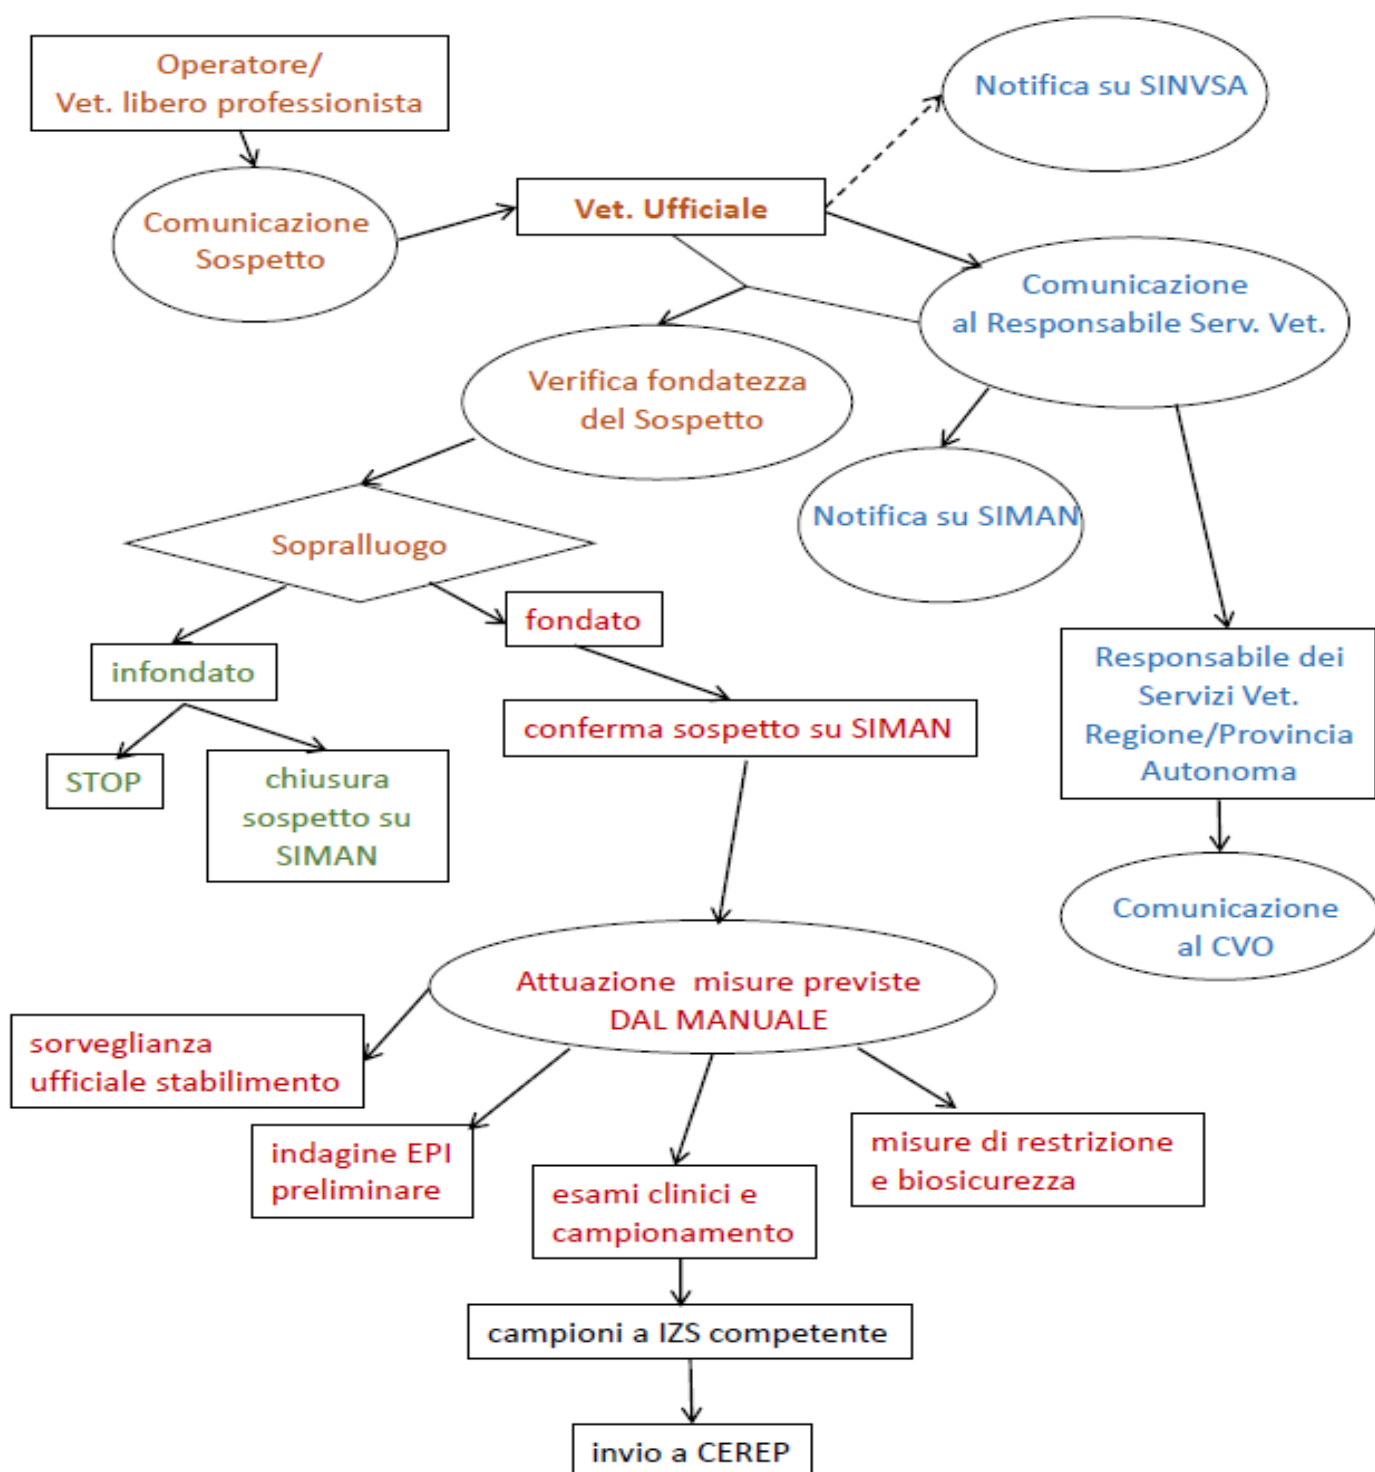 Operatore/
Vet. libero professionista
Notifica su SINVSA
Comunicazione
Sospetto
Vet. Ufficiale
Comunicazione
al Responsabile Serv. Vet.
Verifica fondatezza
del Sospetto
Notifica su SIMAN
Sopralluogo
fondato
infondato
Responsabile dei
Servizi Vet.
Regione/Provincia
Autonoma
conferma sospetto su SIMAN
STOP
chiusura
sospetto su
SIMAN
Comunicazione
al CVO
Attuazione misure previste
DAL MANUALE
sorveglianza
ufficiale stabilimento
indagine EPI
preliminare
esami clinici e
campionamento
misure di restrizione
e biosicurezza
campioni a IZS competente
invio a CEREP